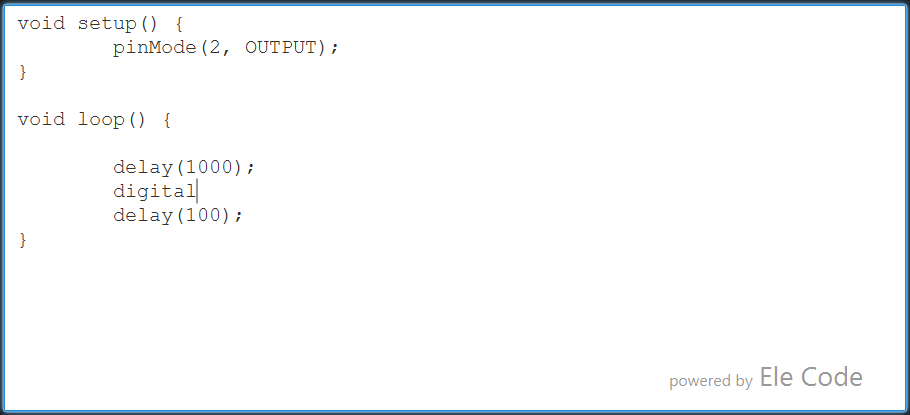 void setup() {
        pinMode(2, OUTPUT);
}

void loop() {

        delay(1000);
        digital
        delay(100);
}
powered by Ele Code